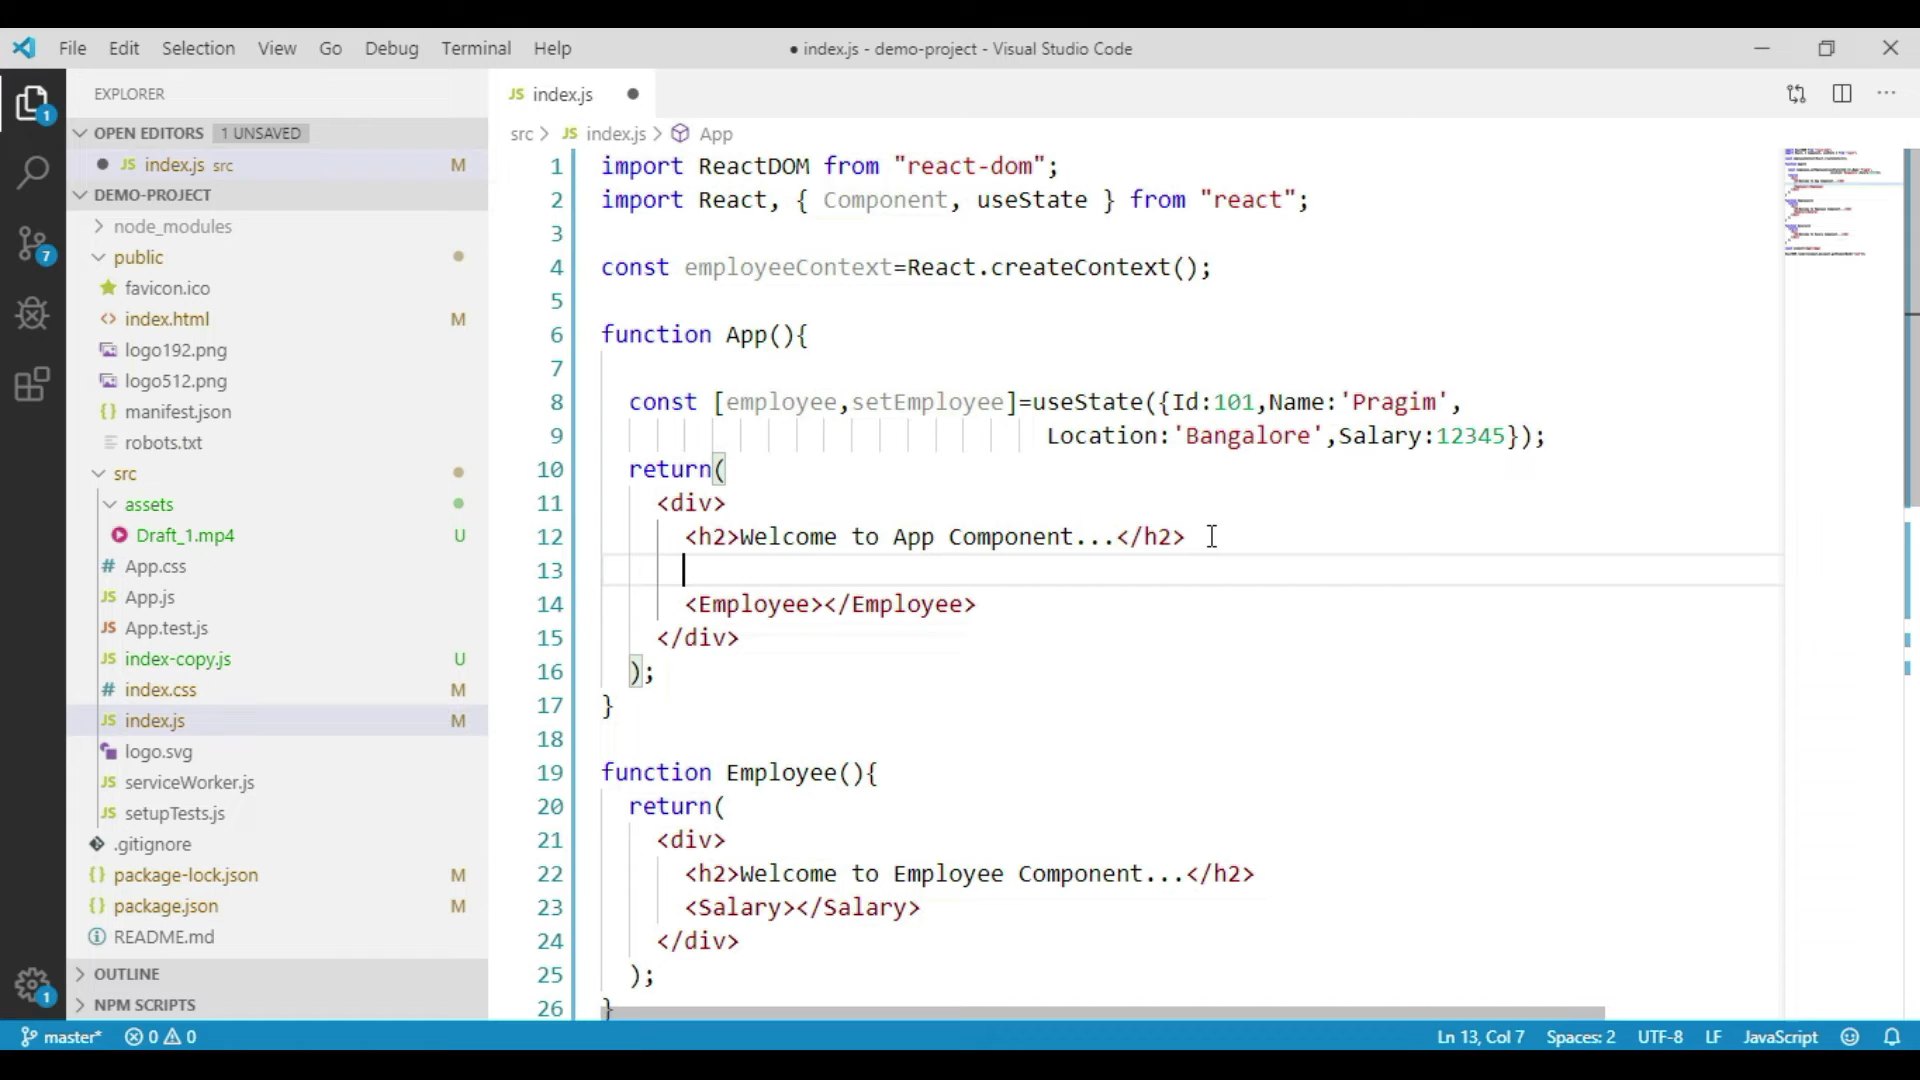 File Edit Selection View Go Debug Terminal Help
● index.js - demo-project - Visual Studio Code
EXPLORER
OPEN EDITORS 1 UNSAVED
JS index.js src M
DEMO-PROJECT
node_modules
public
favicon.ico
<> index.html M
logo192.png
logo512.png
{} manifest.json
robots.txt
src
assets
Draft_1.mp4 U
# App.css
JS App.js
JS App.test.js
JS index-copy.js U
# index.css M
JS index.js M
logo.svg
JS serviceWorker.js
JS setupTests.js
.gitignore
{} package-lock.json M
{} package.json M
README.md
OUTLINE
NPM SCRIPTS
1
7
1
JS index.js
src > JS index.js > App
1 import ReactDOM from "react-dom";
2 import React, { Component, useState } from "react";
3
4 const employeeContext=React.createContext();
5
6 function App(){
7
8 const [employee,setEmployee]=useState({Id:101,Name:'Pragim',
9 Location:'Bangalore',Salary:12345});
10 return(
11 <div>
12 <h2>Welcome to App Component...</h2>
13
14 <Employee></Employee>
15 </div>
16 );
17 }
18
19 function Employee(){
20 return(
21 <div>
22 <h2>Welcome to Employee Component...</h2>
23 <Salary></Salary>
24 </div>
25 );
26 }
master* 0 0 Ln 13, Col 7 Spaces: 2 UTF-8 LF JavaScript